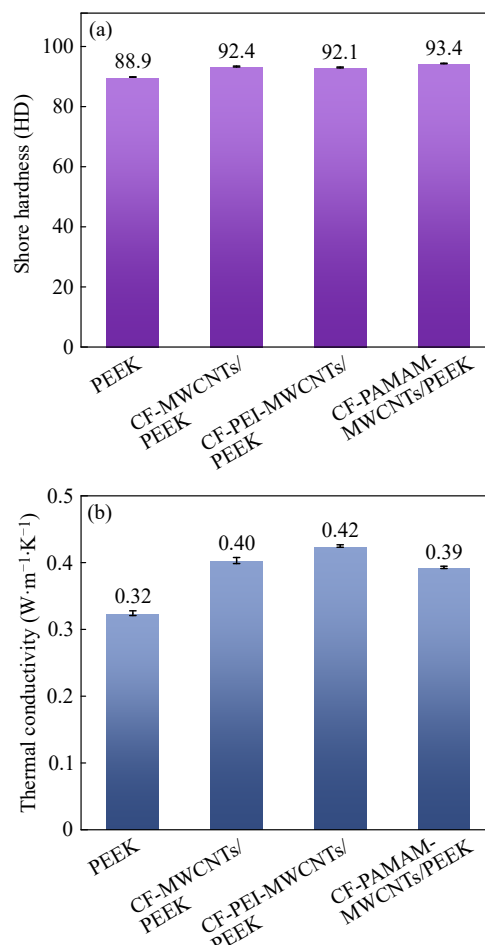 (a)
88.9
92.4
92.1
93.4
100
80
60
40
20
0
Shore hardness (HD)
PEEK
CF-MWCNTs/
PEEK
CF-PEI-MWCNTs/
PEEK
CF-PAMAM-
MWCNTs/PEEK
(b)
0.32
0.40
0.42
0.39
0.5
0.4
0.3
0.2
0.1
0
Thermal conductivity (W·m⁻¹·K⁻¹)
PEEK
CF-MWCNTs/
PEEK
CF-PEI-MWCNTs/
PEEK
CF-PAMAM-
MWCNTs/PEEK